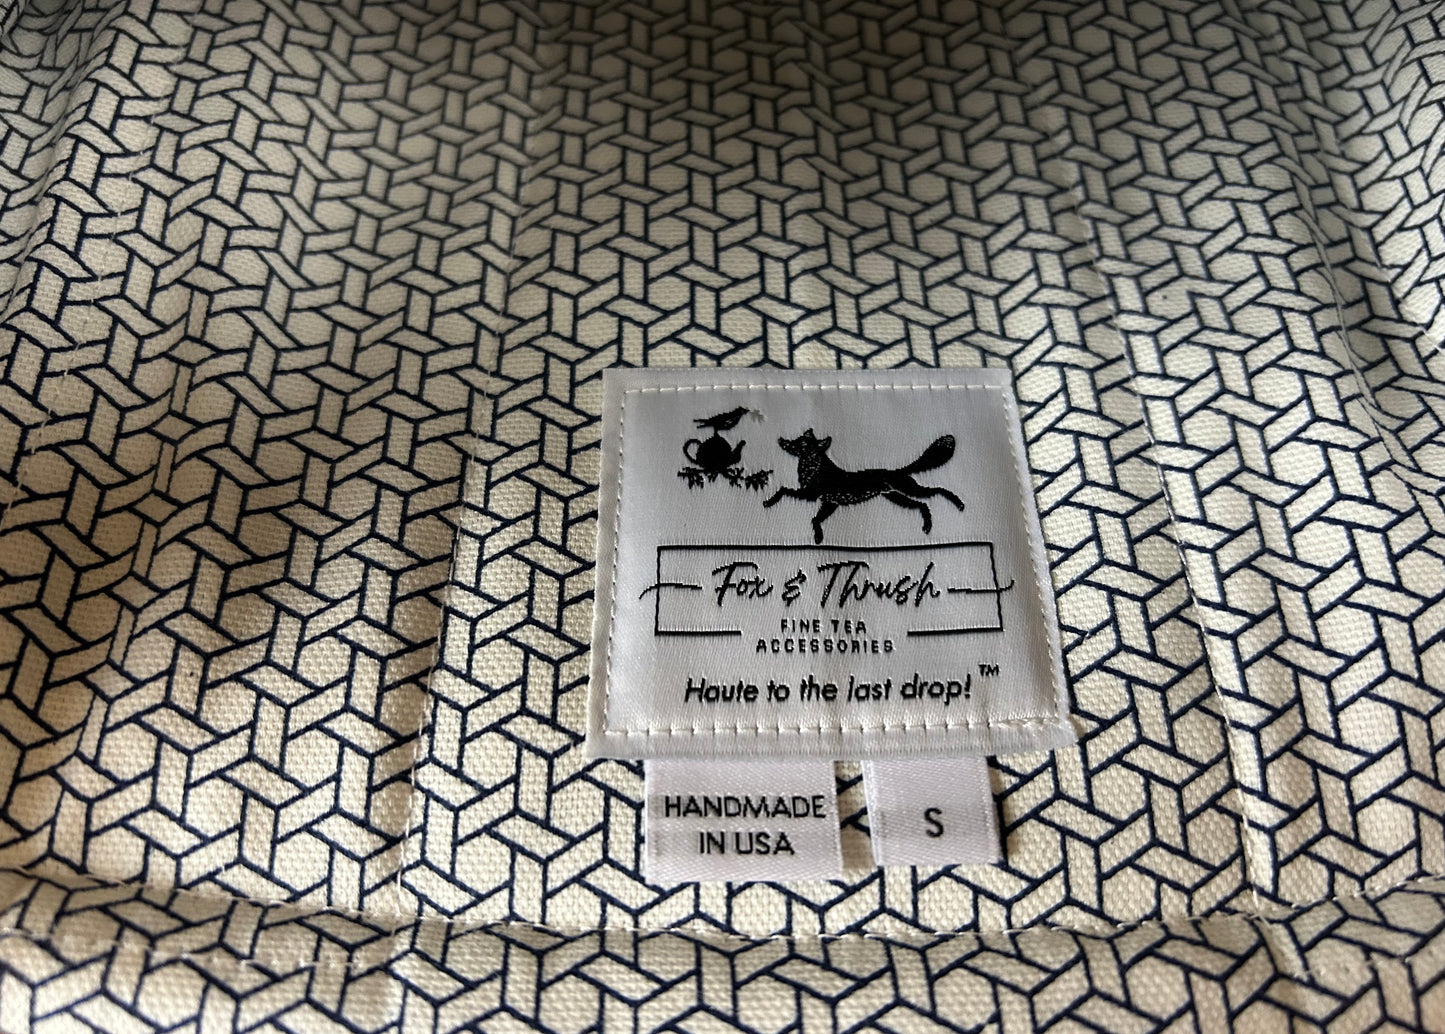 Fox & Thrush
FINE TEA
ACCESSORIES
Haute to the last drop!™
HANDMADE
IN USA
S